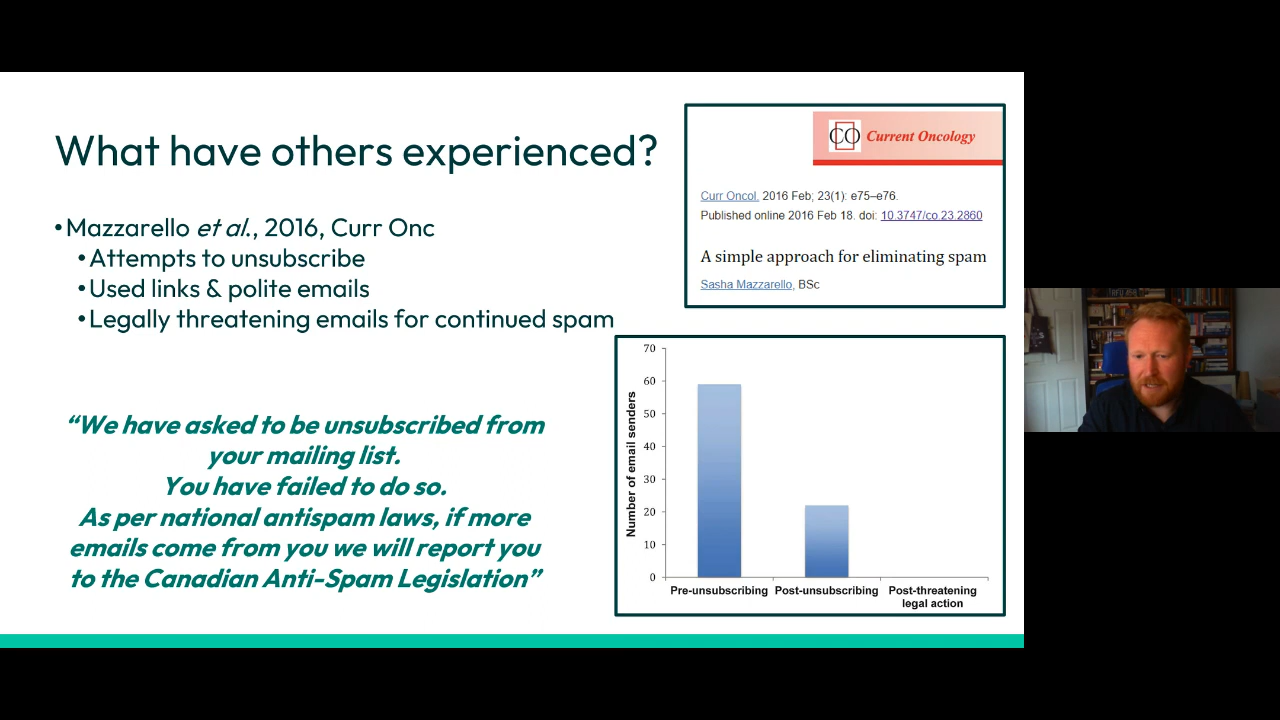 What have others experienced?
•Mazzarello et al., 2016, Curr Onc
•Attempts to unsubscribe
•Used links & polite emails
•Legally threatening emails for continued spam
“We have asked to be unsubscribed from
your mailing list.
You have failed to do so.
As per national antispam laws, if more
emails come from you we will report you
to the Canadian Anti-Spam Legislation”
CO Current Oncology
Curr Oncol. 2016 Feb; 23(1): e75–e76.
Published online 2016 Feb 18. doi: 10.3747/co.23.2860
A simple approach for eliminating spam
Sasha Mazzarello, BSc
Number of email senders
70
60
50
40
30
20
10
0
Pre-unsubscribing Post-unsubscribing Post-threatening
legal action